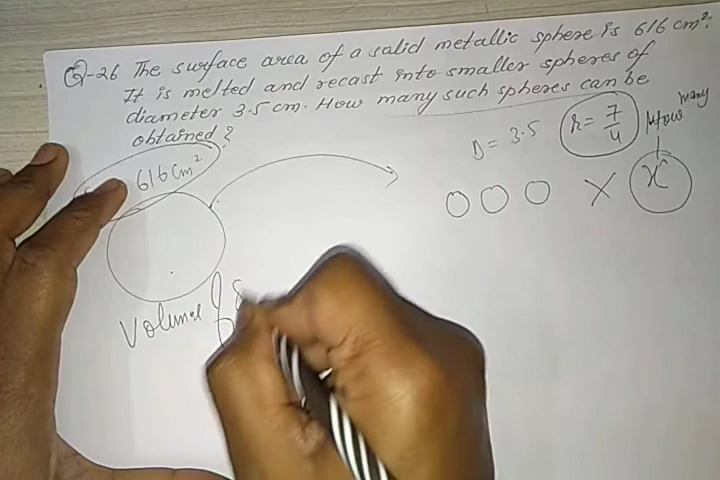 Q-26 The surface area of a salid metallic sphere is 616 cm².
It is melted and recast into smaller spheres of
diameter 3.5 cm. How many such spheres can be
obtained?
616 cm²
D = 3.5
r = 7/4
How many
x
Volume of S